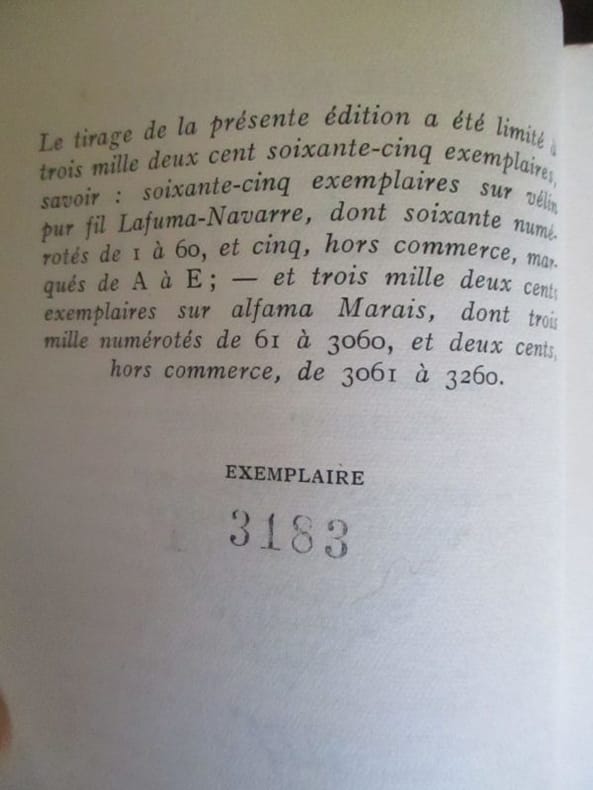 Le tirage de la présente édition a été limité à
trois mille deux cent soixante-cinq exemplaires,
savoir : soixante-cinq exemplaires sur vélin
pur fil Lafuma-Navarre, dont soixante numé-
rotés de 1 à 60, et cinq, hors commerce, mar-
qués de A à E ; — et trois mille deux cents
exemplaires sur alfama Marais, dont trois
mille numérotés de 61 à 3060, et deux cents,
hors commerce, de 3061 à 3260.
EXEMPLAIRE
3183